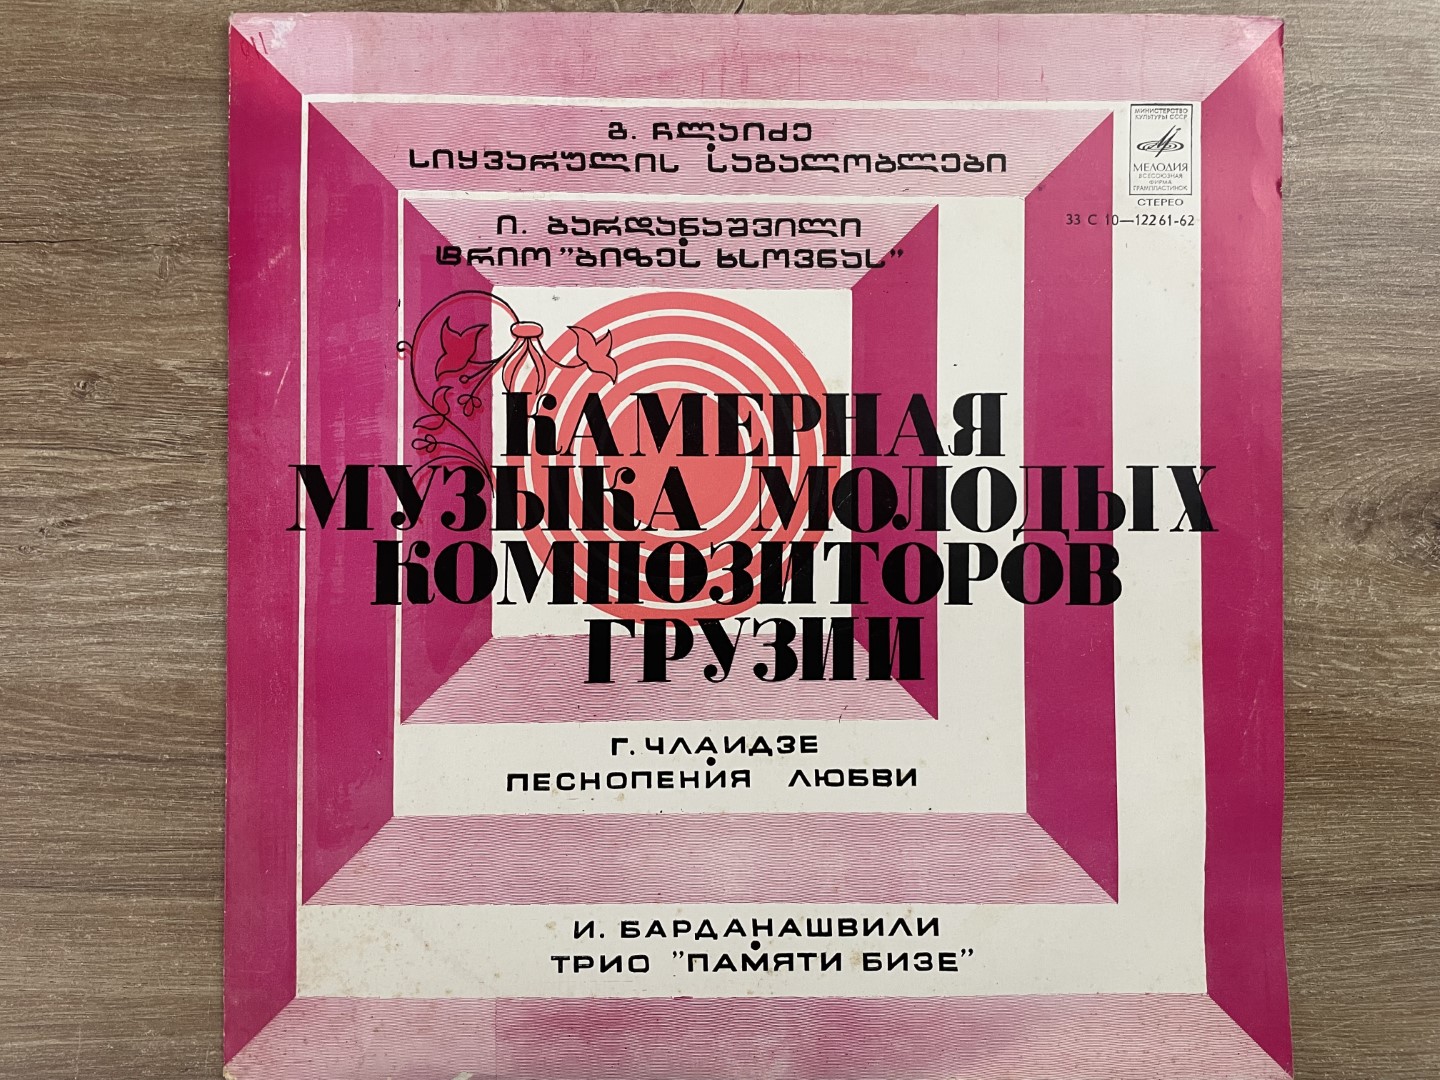 გ. ჩლაიძე
სიყვარულის საგალობლები
МИНИСТЕРСТВО
КУЛЬТУРЫ СССР
МЕЛОДИЯ
ВСЕСОЮЗНАЯ
ФИРМА
ГРАМПЛАСТИНОК
СТЕРЕО
33 С 10—12261-62
ი. ბარდანაშვილი
ტრიო "ბიზეს ხსოვნას"
КАМЕРНАЯ
МУЗЫКА МОЛОДЫХ
КОМПОЗИТОРОВ
ГРУЗИИ
Г. ЧЛАИДЗЕ
ПЕСНОПЕНИЯ ЛЮБВИ
И. БАРДАНАШВИЛИ
ТРИО "ПАМЯТИ БИЗЕ"